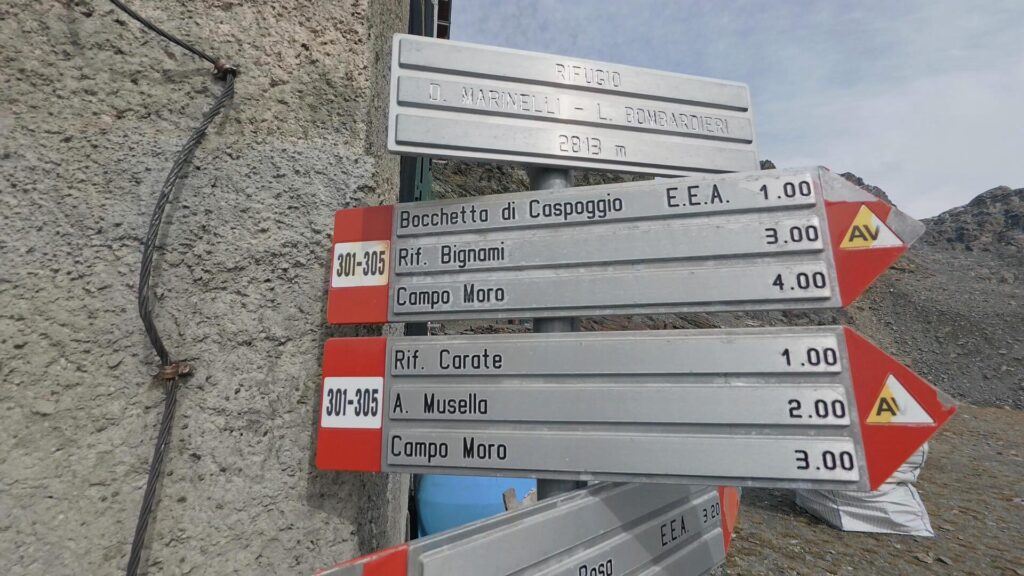 RIFUGIO
D. MARINELLI - L. BOMBARDIERI
2813 m
301-305
Bocchetta di Caspoggio E.E.A. 1.00
Rif. Bignami 3.00
Campo Moro 4.00
AV
301-305
Rif. Carate 1.00
A. Musella 2.00
Campo Moro 3.00
AV
E.E.A. 3.20
Rosa